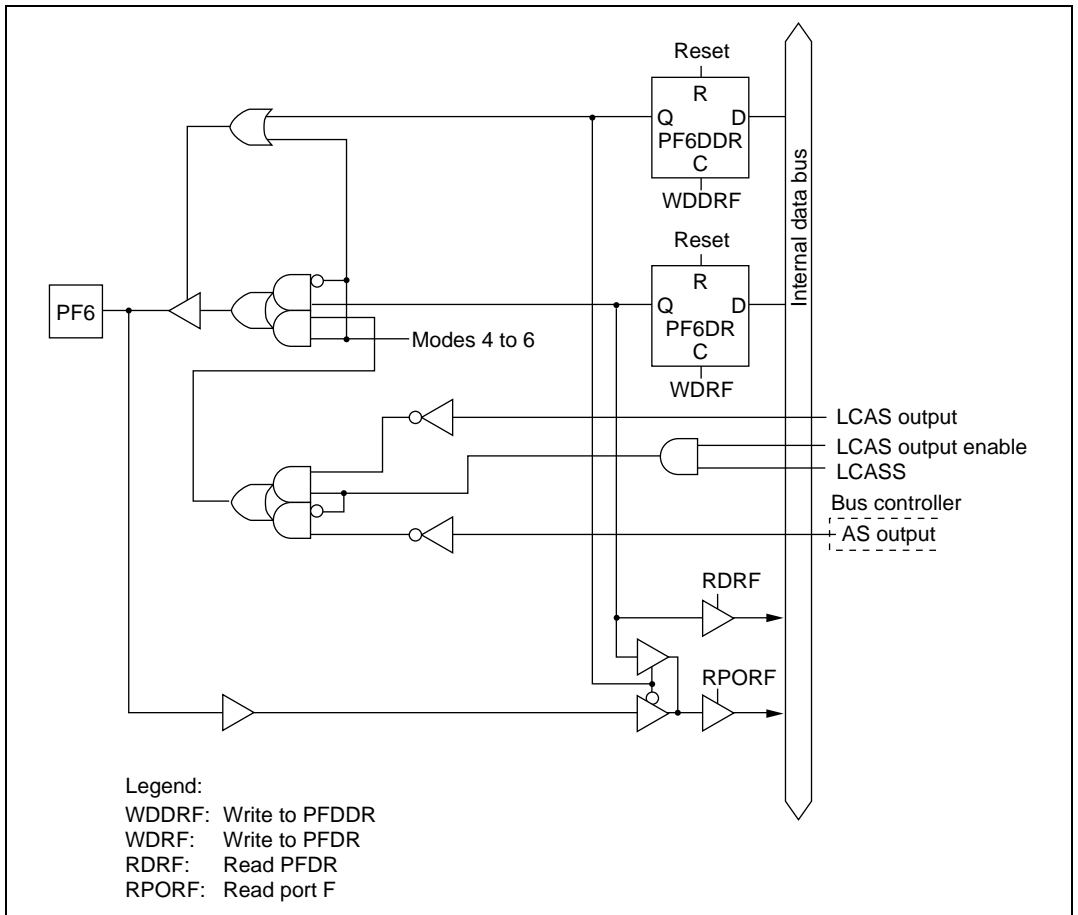 Reset
R
Q D
PF6DDR
C
WDDRF
Reset
R
Q D
PF6DR
C
WDRF
Internal data bus
PF6
Modes 4 to 6
LCAS output
LCAS output enable
LCASS
Bus controller
AS output
RDRF
RPORF
Legend:
WDDRF: Write to PFDDR
WDRF: Write to PFDR
RDRF: Read PFDR
RPORF: Read port F